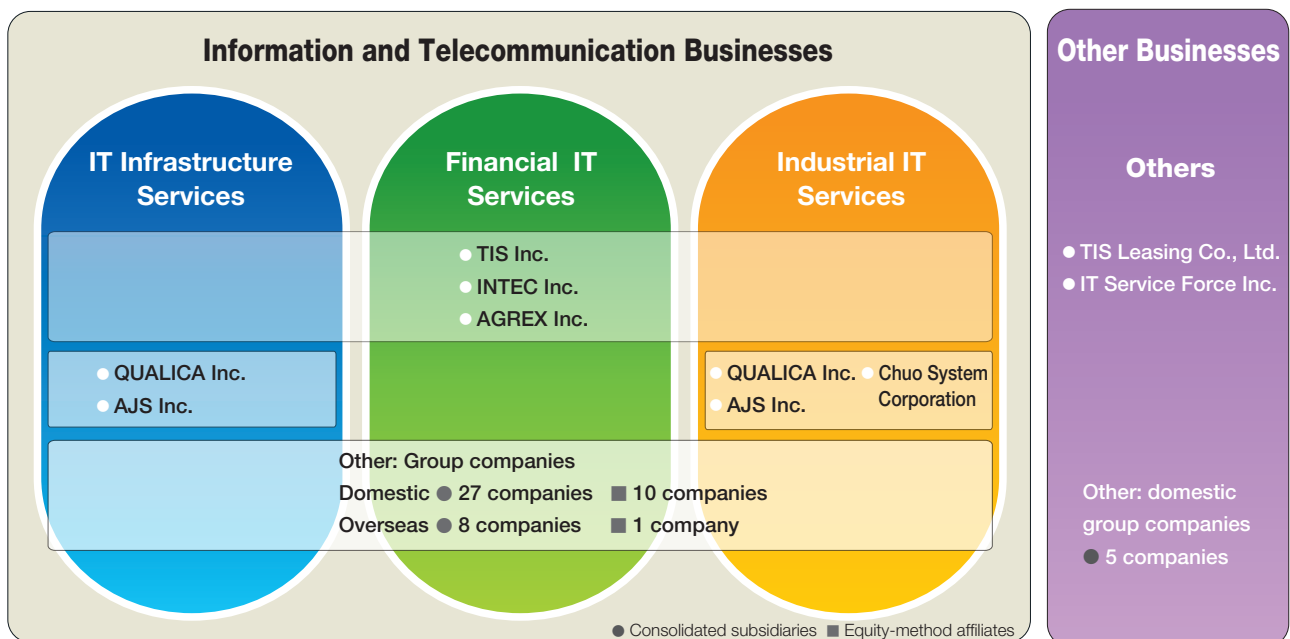 Information and Telecommunication Businesses
IT Infrastructure
Services
Financial IT
Services
Industrial IT
Services
● TIS Inc.
● INTEC Inc.
● AGREX Inc.
● QUALICA Inc.
● AJS Inc.
● QUALICA Inc. ● Chuo System
Corporation
● AJS Inc.
Other: Group companies
Domestic ● 27 companies ■ 10 companies
Overseas ● 8 companies ■ 1 company
● Consolidated subsidiaries ■ Equity-method affiliates
Other Businesses
Others
● TIS Leasing Co., Ltd.
● IT Service Force Inc.
Other: domestic
group companies
● 5 companies